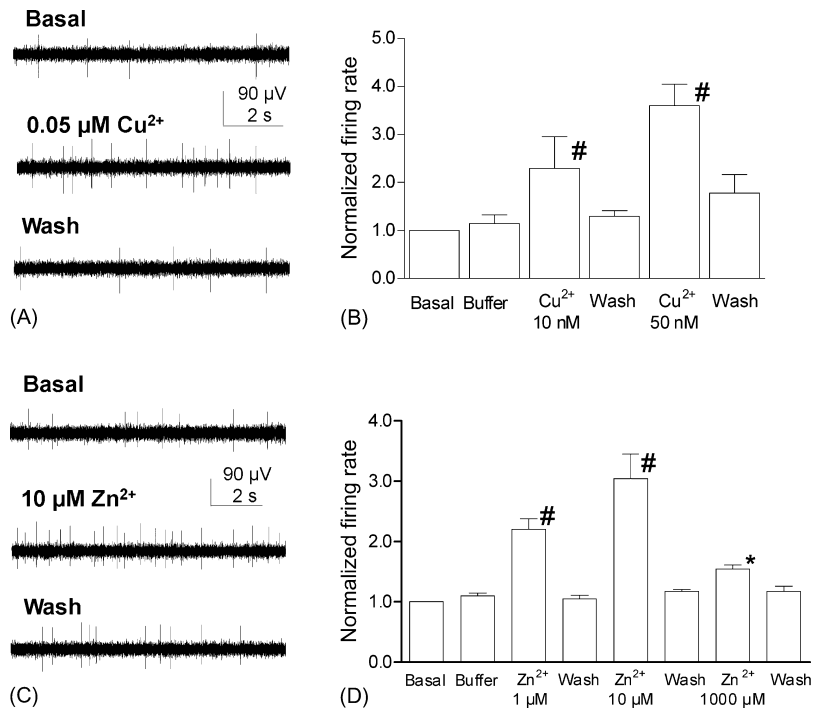 Basal
90 µV
2 s
0.05 µM Cu²⁺
Wash
(A)
Normalized firing rate
5.0
4.0
3.0
2.0
1.0
0.0
#
#
Basal Buffer Cu²⁺ Wash Cu²⁺ Wash
10 nM 50 nM
(B)
Basal
90 µV
2 s
10 µM Zn²⁺
Wash
(C)
Normalized firing rate
4.0
3.0
2.0
1.0
0.0
#
#
*
Basal Buffer Zn²⁺ Wash Zn²⁺ Wash Zn²⁺ Wash
1 µM 10 µM 1000 µM
(D)